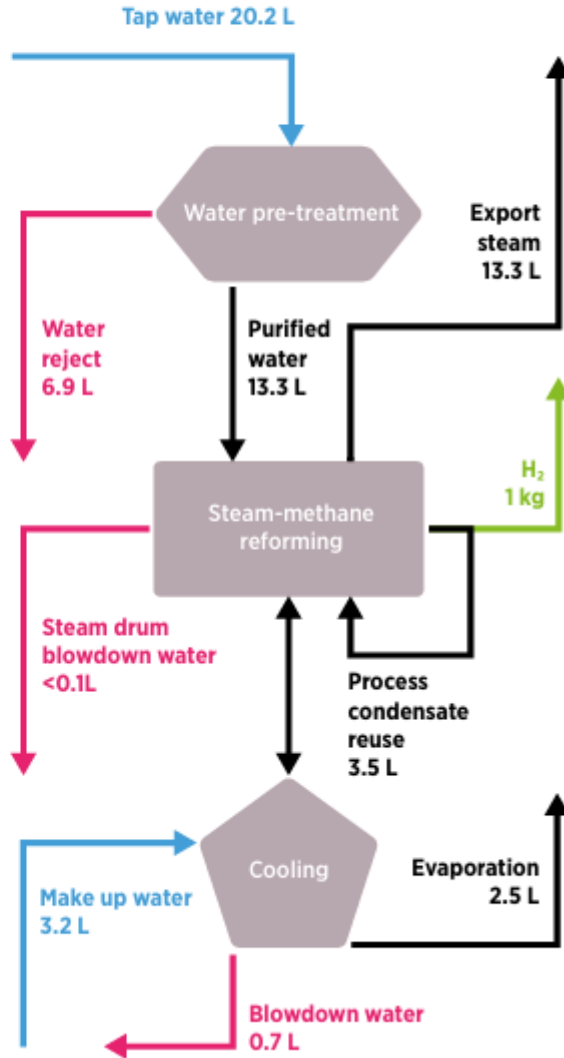 Tap water 20.2 L
Water pre-treatment
Export
steam
13.3 L
Water
reject
6.9 L
Purified
water
13.3 L
H₂
1 kg
Steam-methane
reforming
Steam drum
blowdown water
<0.1L
Process
condensate
reuse
3.5 L
Cooling
Make up water
3.2 L
Evaporation
2.5 L
Blowdown water
0.7 L